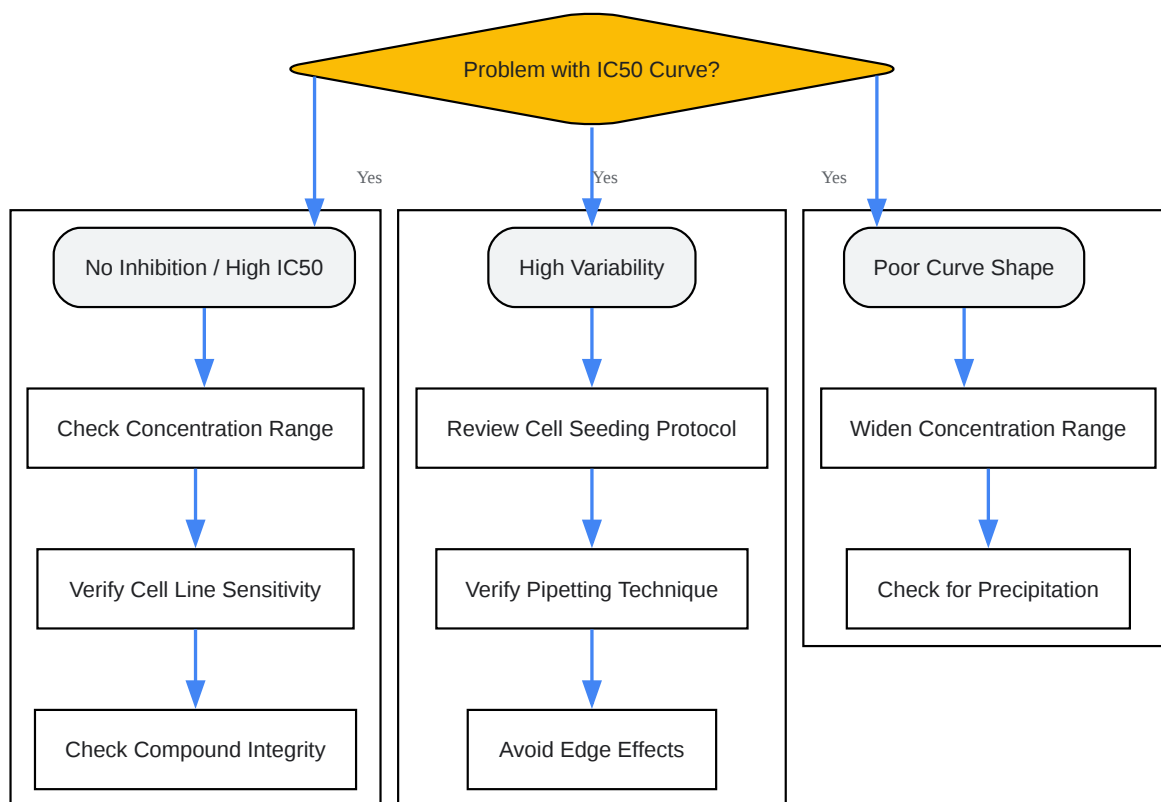 Problem with IC50 Curve?
Yes
Yes
Yes
No Inhibition / High IC50
High Variability
Poor Curve Shape
Check Concentration Range
Review Cell Seeding Protocol
Widen Concentration Range
Verify Cell Line Sensitivity
Verify Pipetting Technique
Check for Precipitation
Check Compound Integrity
Avoid Edge Effects